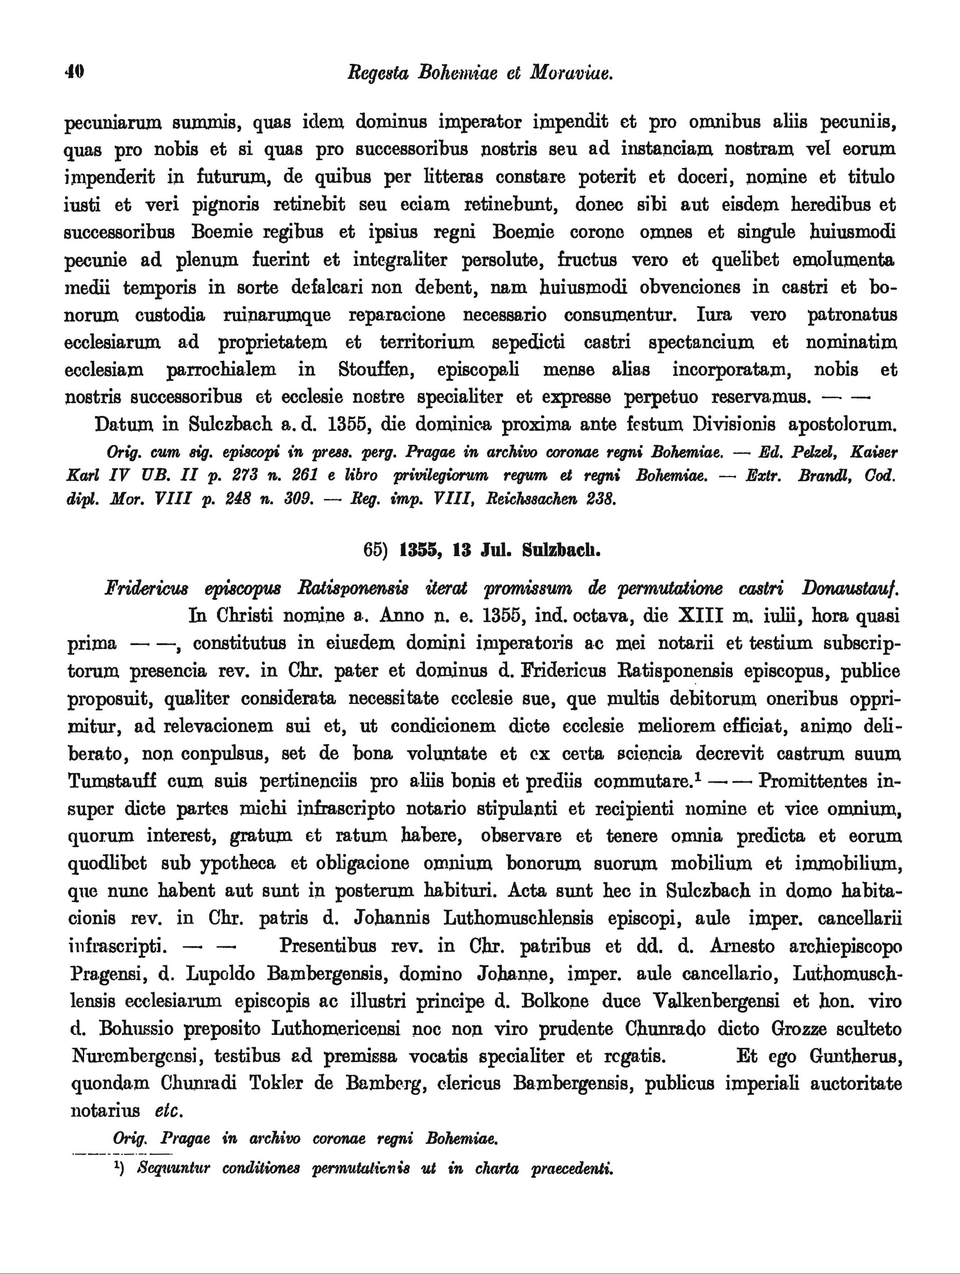 40 Regesta Bohemiae et Moraviae.
pecuniarum summis, quas idem dominus imperator impendit et pro omnibus aliis pecuniis,
quas pro nobis et si quas pro successoribus nostris seu ad instanciam nostram vel eorum
impenderit in futurum, de quibus per litteras constare poterit et doceri, nomine et titulo
iusti et veri pignoris retinebit seu eciam retinebunt, donec sibi aut eisdem heredibus et
successoribus Boemie regibus et ipsius regni Boemie corone omnes et singule huiusmodi
pecunie ad plenum fuerint et integraliter persolute, fructus vero et quelibet emolumenta
medii temporis in sorte defalcari non debent, nam huiusmodi obvenciones in castri et bo-
norum custodia ruinarumque reparacione necessario consumentur. Iura vero patronatus
ecclesiarum ad proprietatem et territorium sepedicti castri spectancium et nominatim
ecclesiam parrochialem in Stouffen, episcopali mense alias incorporatam, nobis et
nostris successoribus et ecclesie nostre specialiter et expresse perpetuo reservamus. — —
Datum in Sulczbach a. d. 1355, die dominica proxima ante festum Divisionis apostolorum.
Orig. cum sig. episcopi in press. perg. Pragae in archivo coronae regni Bohemiae. — Ed. Pelzel, Kaiser
Karl IV UB. II p. 273 n. 261 e libro privilegiorum regum et regni Bohemiae. — Extr. Brandl, Cod.
dipl. Mor. VIII p. 248 n. 309. — Reg. imp. VIII, Reichssachen 238.
65) 1355, 13 Jul. Sulzbach.
Fridericus episcopus Ratisponensis iterat promissum de permutatione castri Donaustauf.
In Christi nomine a. Anno n. e. 1355, ind. octava, die XIII m. iulii, hora quasi
prima — —, constitutus in eiusdem domini imperatoris ac mei notarii et testium subscrip-
torum presencia rev. in Chr. pater et dominus d. Fridericus Ratisponensis episcopus, publice
proposuit, qualiter considerata necessitate ecclesie sue, que multis debitorum oneribus oppri-
mitur, ad relevacionem sui et, ut condicionem dicte ecclesie meliorem efficiat, animo deli-
berato, non conpulsus, set de bona voluntate et ex certa sciencia decrevit castrum suum
Tumstauff cum suis pertinenciis pro aliis bonis et prediis commutare.¹ — — Promittentes in-
super dicte partes michi infrascripto notario stipulanti et recipienti nomine et vice omnium,
quorum interest, gratum et ratum habere, observare et tenere omnia predicta et eorum
quodlibet sub ypotheca et obligacione omnium bonorum suorum mobilium et immobilium,
que nunc habent aut sunt in posterum habituri. Acta sunt hec in Sulczbach in domo habita-
cionis rev. in Chr. patris d. Johannis Luthomuschlensis episcopi, aule imper. cancellarii
infrascripti. — — Presentibus rev. in Chr. patribus et dd. d. Arnesto archiepiscopo
Pragensi, d. Lupoldo Bambergensis, domino Johanne, imper. aule cancellario, Luthomusch-
lensis ecclesiarum episcopis ac illustri principe d. Bolkone duce Valkenbergensi et hon. viro
d. Bohussio preposito Luthomericensi noc non viro prudente Chunrado dicto Grozze sculteto
Nurembergensi, testibus ad premissa vocatis specialiter et rogatis. Et ego Guntherus,
quondam Chunradi Tokler de Bamberg, clericus Bambergensis, publicus imperiali auctoritate
notarius etc.
Orig. Pragae in archivo coronae regni Bohemiae.
¹) Sequuntur conditiones permutationis ut in charta praecedenti.